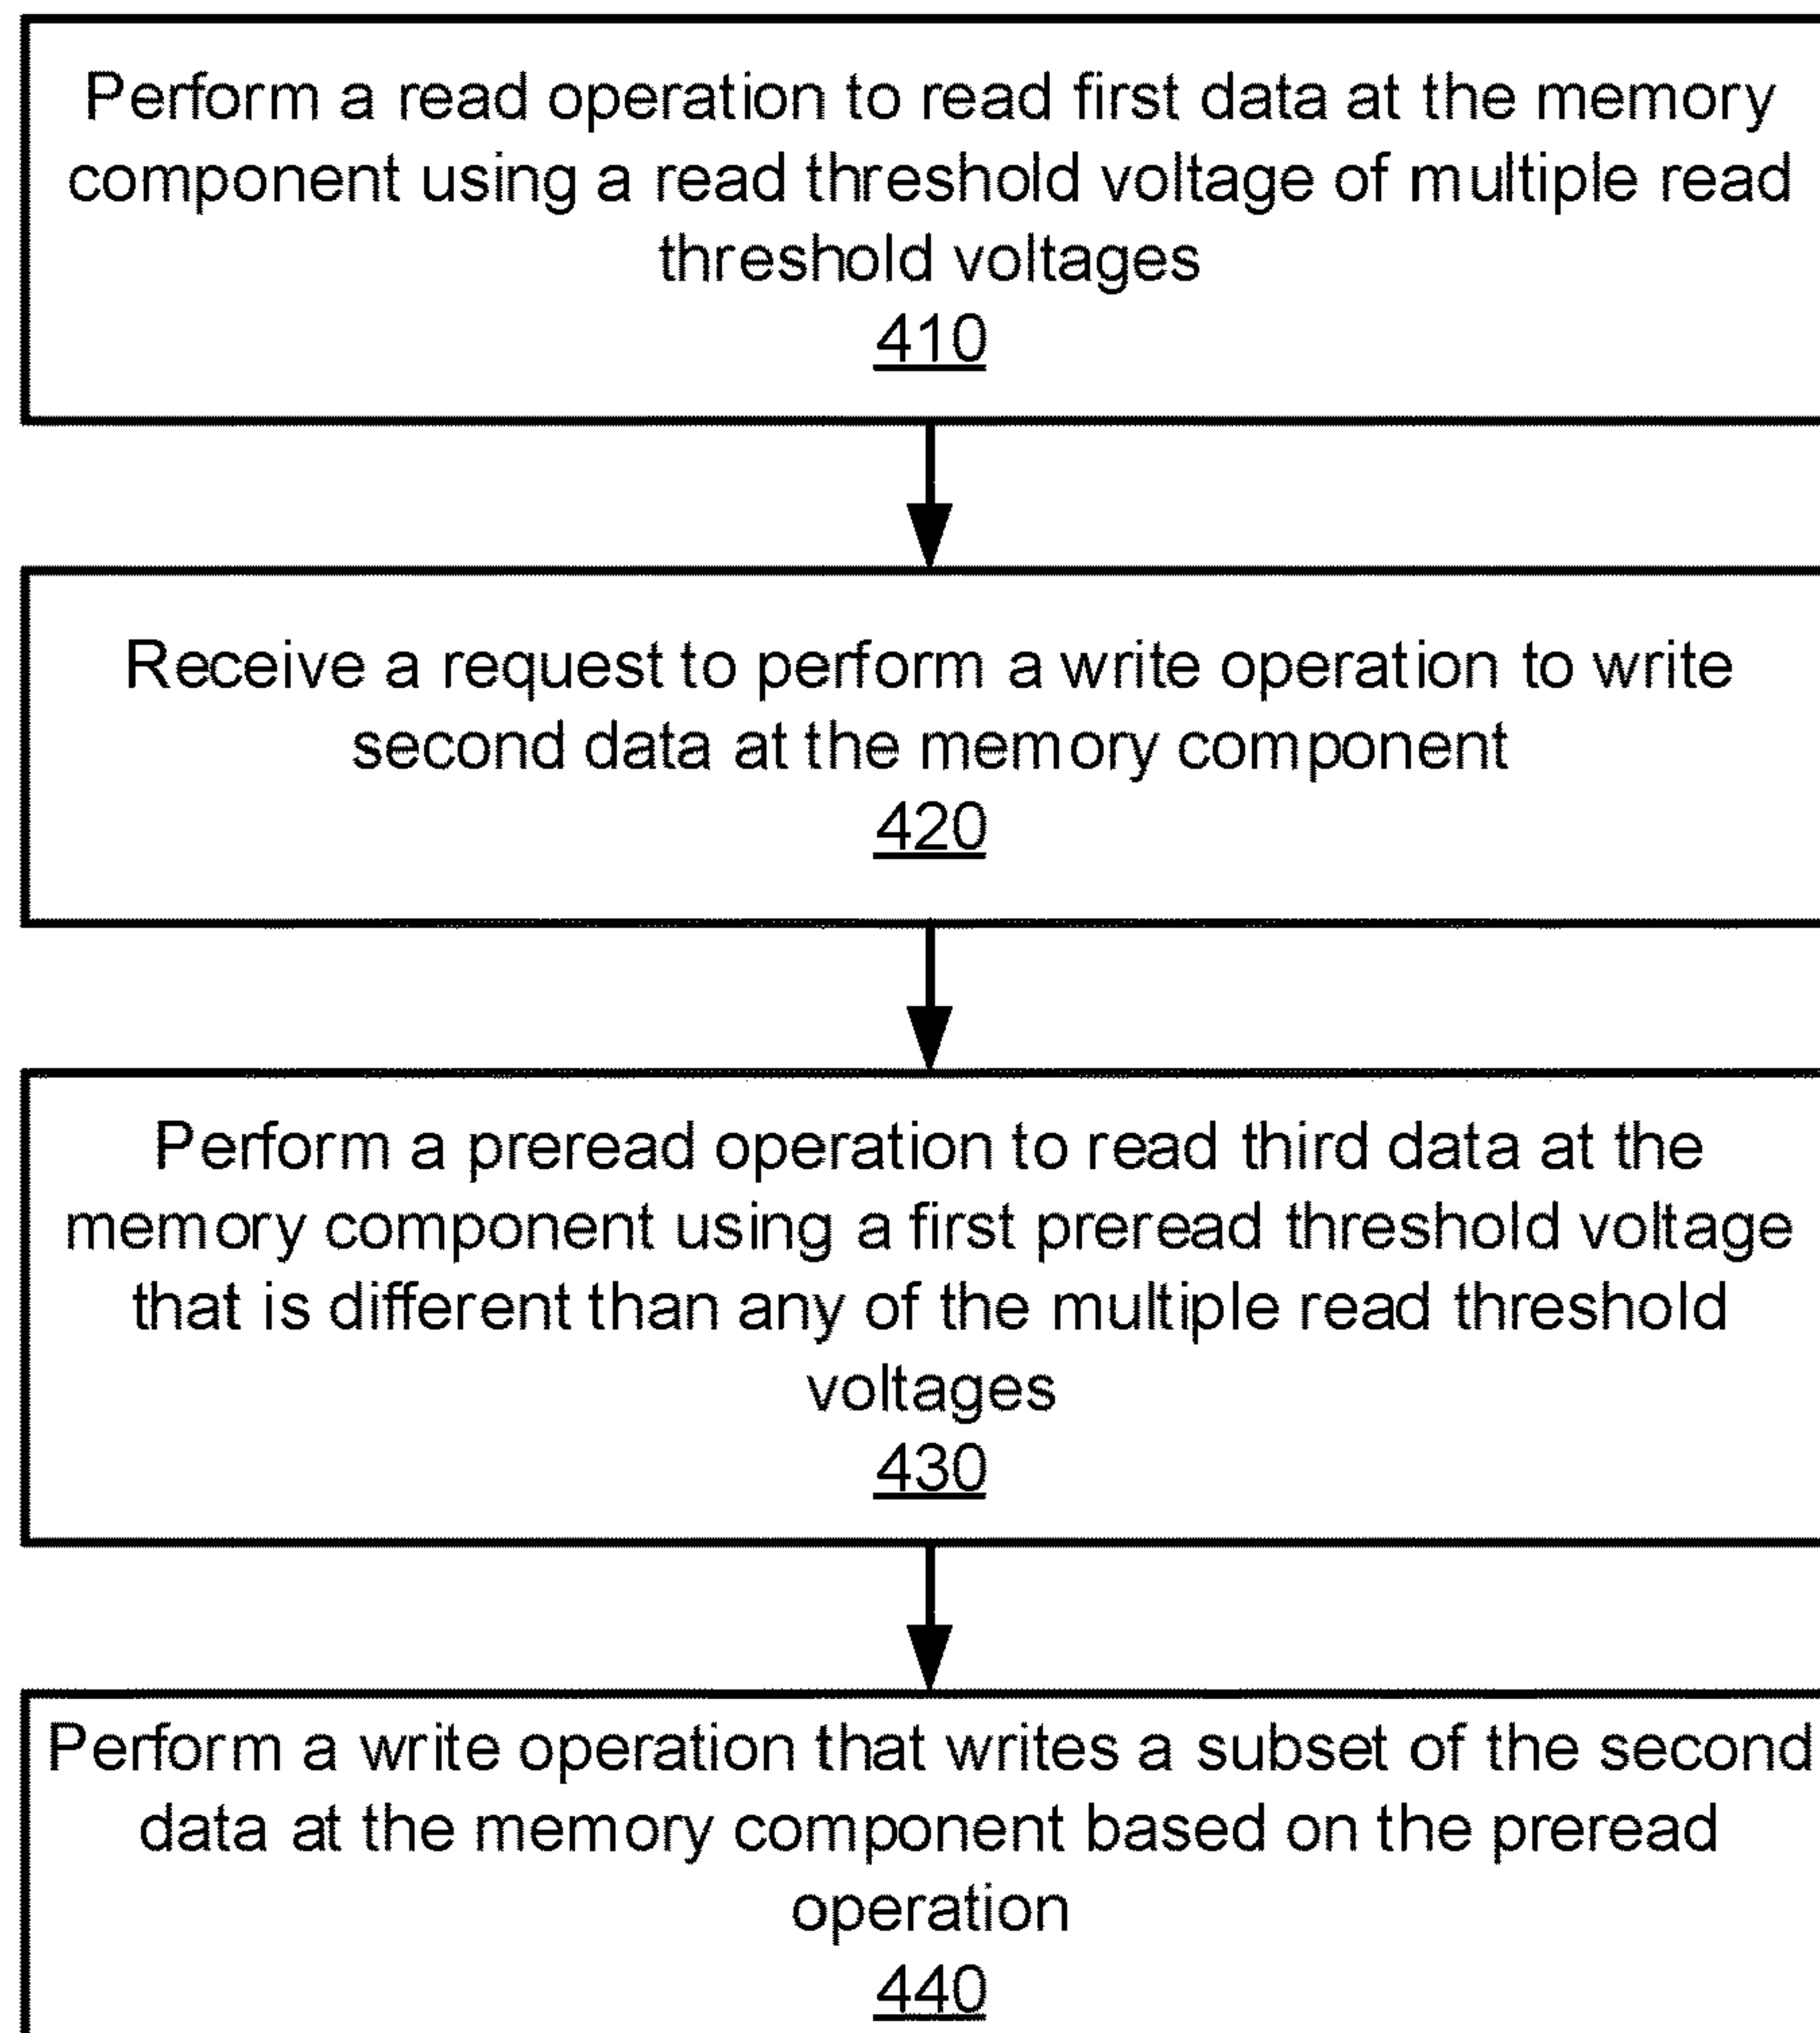 Perform a read operation to read first data at the memory
component using a read threshold voltage of multiple read
threshold voltages
410
Receive a request to perform a write operation to write
second data at the memory component
420
Perform a preread operation to read third data at the
memory component using a first preread threshold voltage
that is different than any of the multiple read threshold
voltages
430
Perform a write operation that writes a subset of the second
data at the memory component based on the preread
operation
440